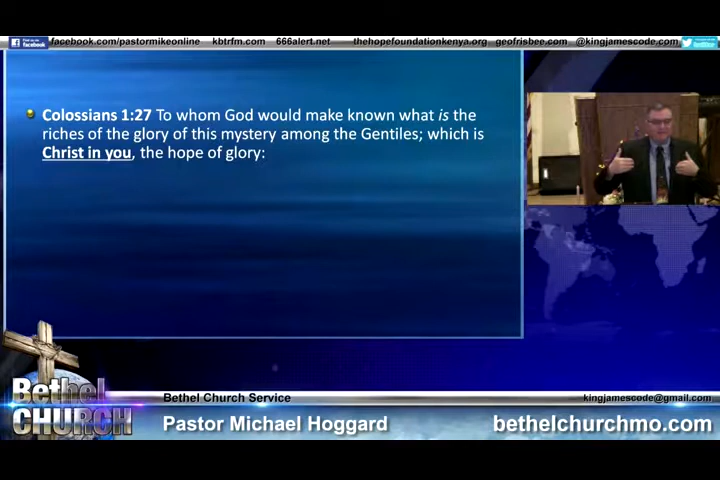 facebook.com/pastormikeonline kbtrfm.com 666alert.net thehopefoundationkenya.org geofrisbee.com @kingjamescode.com
Colossians 1:27 To whom God would make known what is the
riches of the glory of this mystery among the Gentiles; which is
Christ in you, the hope of glory:
Bethel
CHURCH
Bethel Church Service
kingjamescode@gmail.com
Pastor Michael Hoggard
bethelchurchmo.com